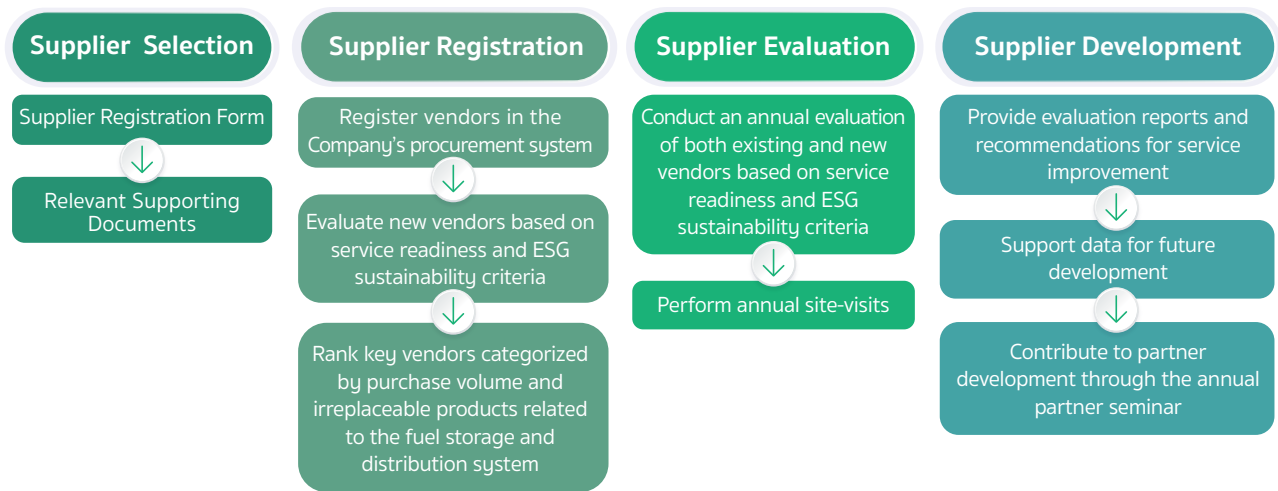 Supplier Selection
Supplier Registration Form
Relevant Supporting
Documents
Supplier Registration
Register vendors in the
Company's procurement system
Evaluate new vendors based on
service readiness and ESG
sustainability criteria
Rank key vendors categorized
by purchase volume and
irreplaceable products related
to the fuel storage and
distribution system
Supplier Evaluation
Conduct an annual evaluation
of both existing and new
vendors based on service
readiness and ESG
sustainability criteria
Perform annual site-visits
Supplier Development
Provide evaluation reports and
recommendations for service
improvement
Support data for future
development
Contribute to partner
development through the annual
partner seminar